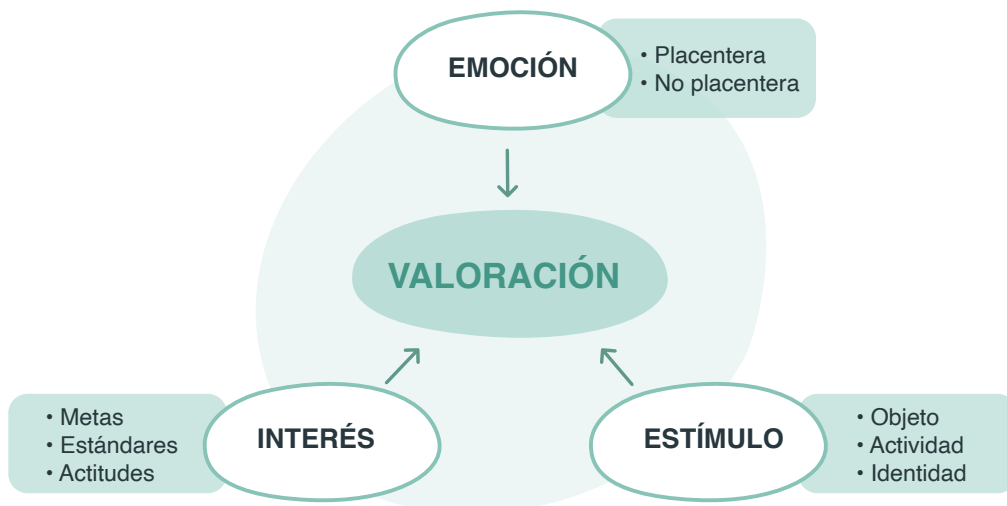 EMOCIÓN
• Placentera
• No placentera
VALORACIÓN
• Metas
• Estándares
• Actitudes
INTERÉS
ESTÍMULO
• Objeto
• Actividad
• Identidad